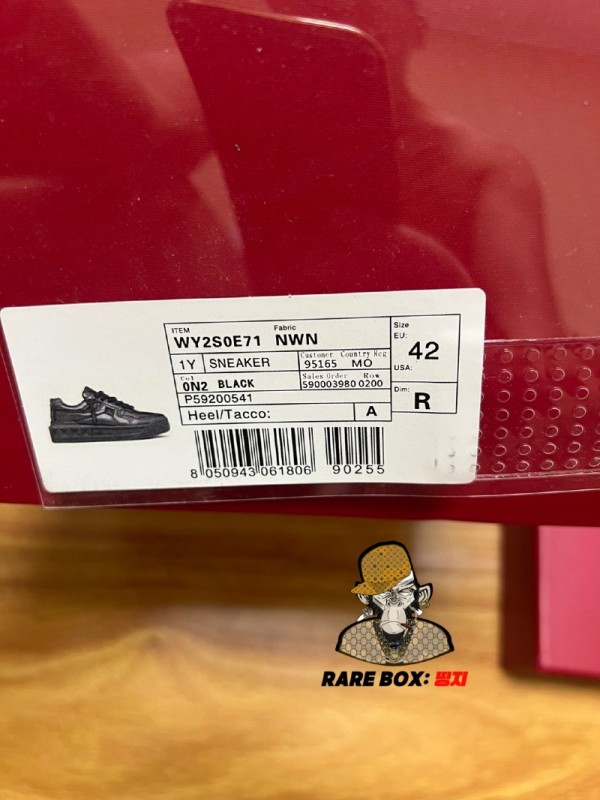 ITEM Fabric
WY2S0E71 NWN
1Y SNEAKER
Customer Country Reg
95165 MO
Col
0N2 BLACK
Sales Order Row
590003980 0200
P59200541
Heel/Tacco: A
Size
EU:
42
USA:
Dim:
R
8 050943 061806 90255
RARE BOX: 띵지